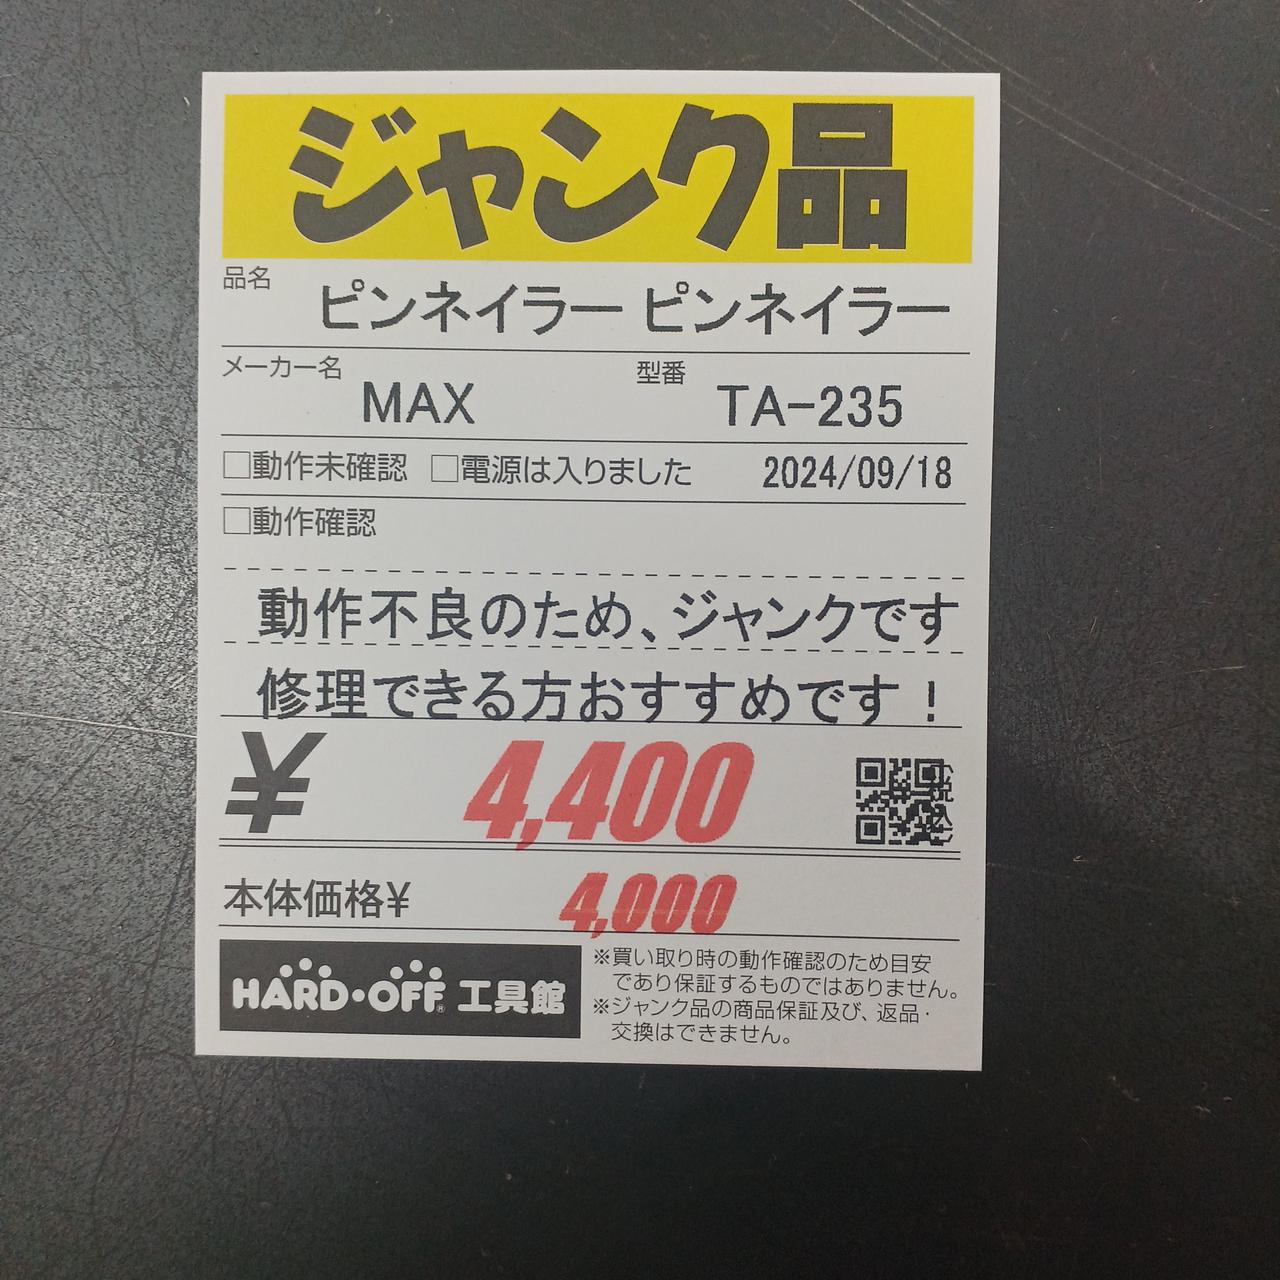 ジャンク品
品名
ピンネイラー ピンネイラー
メーカー名 型番
MAX TA-235
□動作未確認 □電源は入りました 2024/09/18
□動作確認
動作不良のため、ジャンクです
修理できる方おすすめです！
¥ 4,400
本体価格¥ 4,000
HARD・OFF® 工具館
※買い取り時の動作確認のため目安
であり保証するものではありません。
※ジャンク品の商品保証及び、返品・
交換はできません。